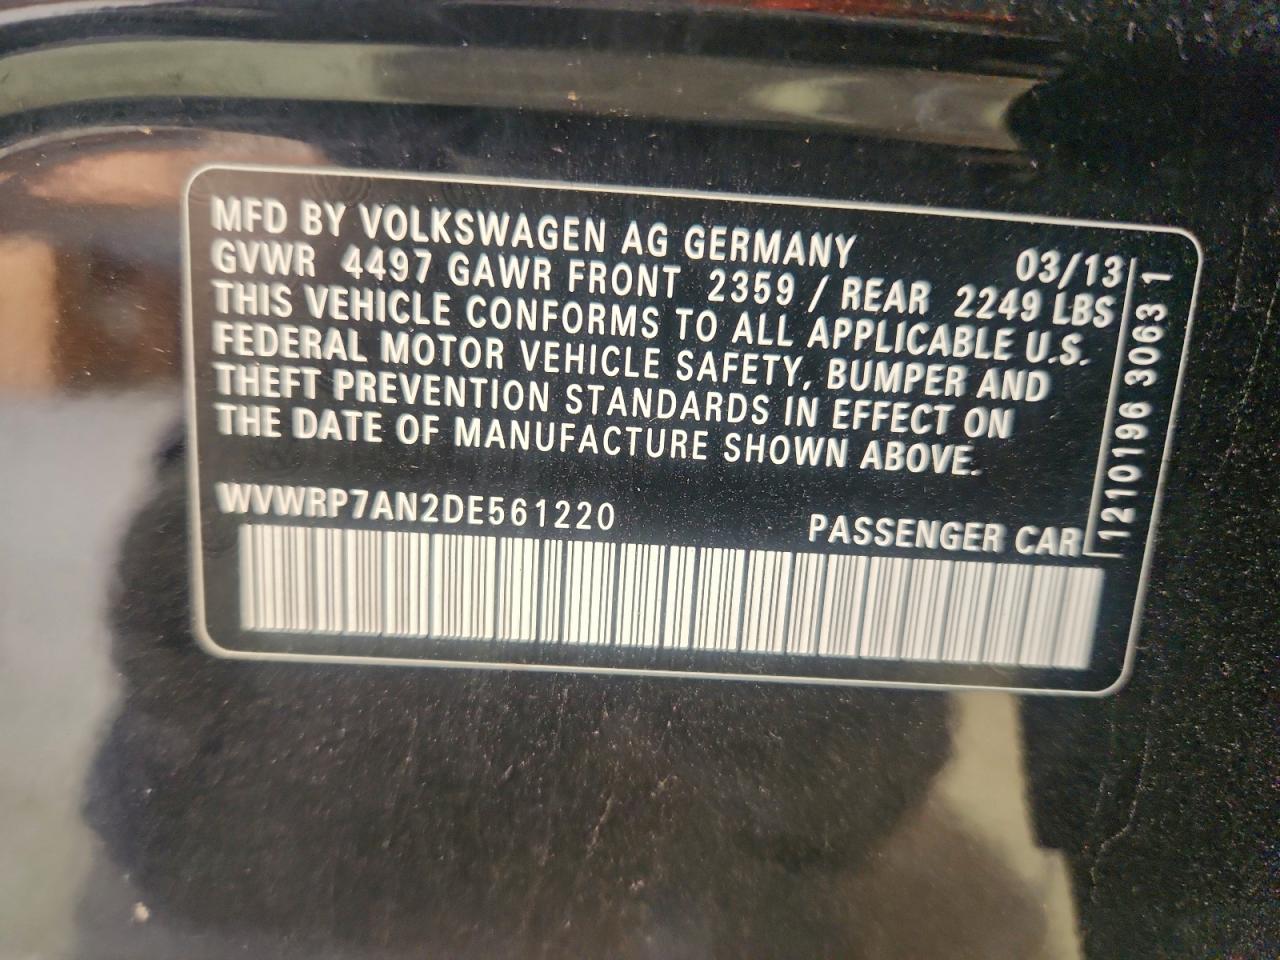 MFD BY VOLKSWAGEN AG GERMANY 03/13
GVWR 4497 GAWR FRONT 2359 / REAR 2249 LBS
THIS VEHICLE CONFORMS TO ALL APPLICABLE U.S.
FEDERAL MOTOR VEHICLE SAFETY, BUMPER AND
THEFT PREVENTION STANDARDS IN EFFECT ON
THE DATE OF MANUFACTURE SHOWN ABOVE.
WVWRP7AN2DE561220 PASSENGER CAR
1210196 3063 1